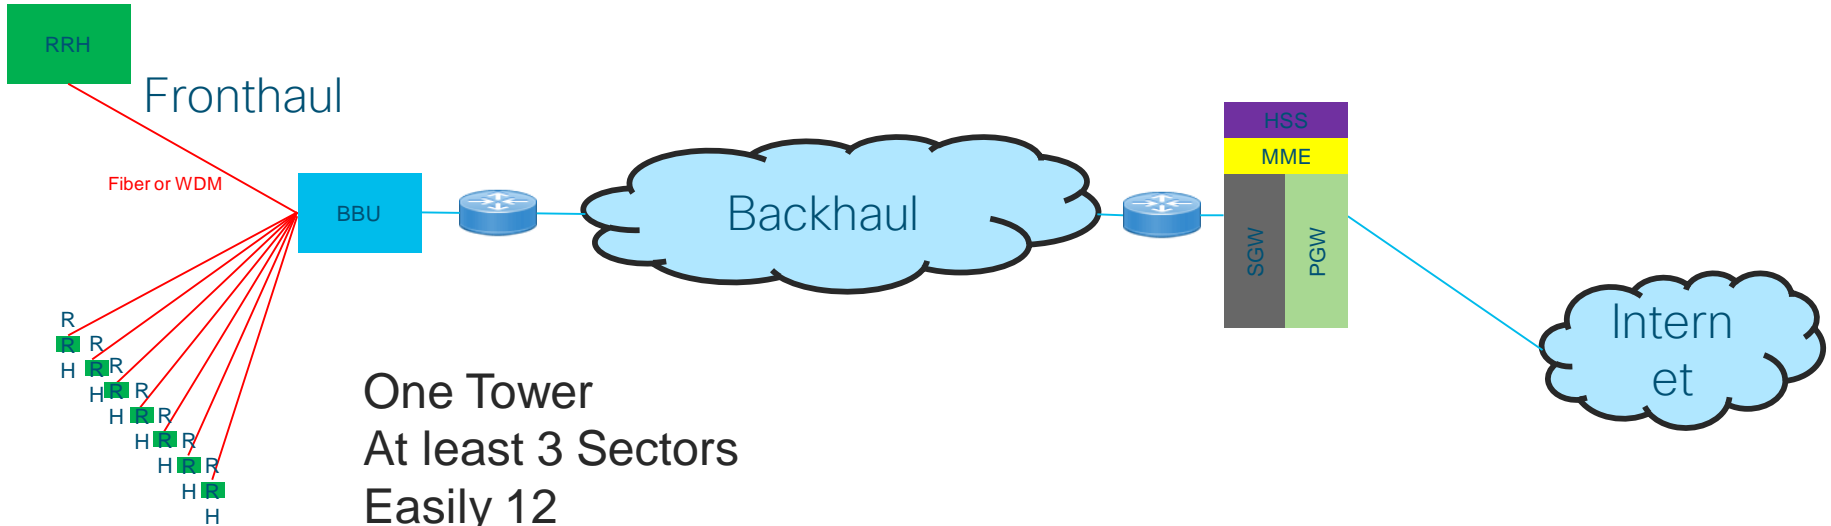 RRH
Fronthaul
Fiber or WDM
BBU
Backhaul
HSS
MME
SGW
PGW
Intern
et
R
R
H
R
R
H
R
R
H
R
R
H
R
R
H
R
R
H
R
R
H
One Tower
At least 3 Sectors
Easily 12